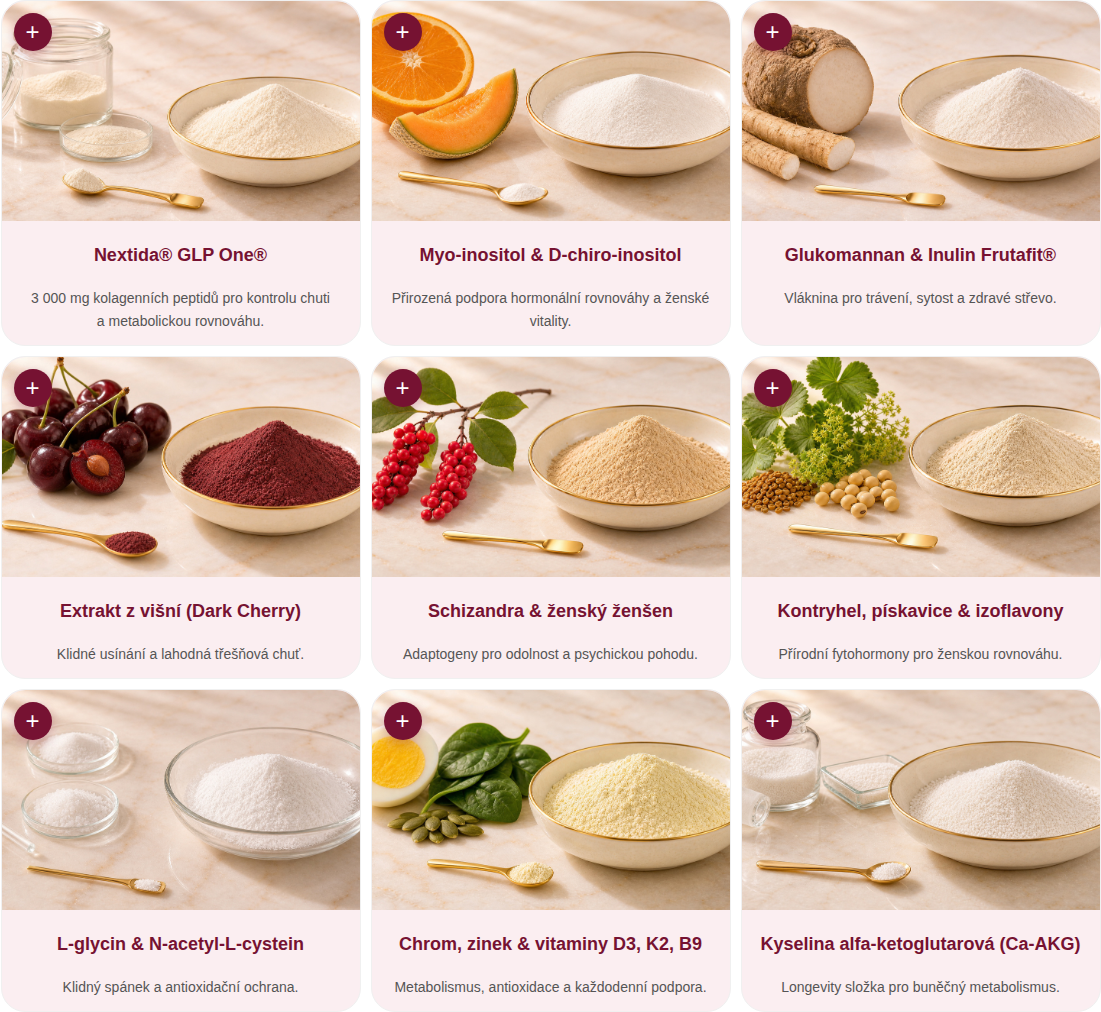 +
+
+
Nextida® GLP One®
3 000 mg kolagenních peptidů pro kontrolu chuti
a metabolickou rovnováhu.
Myo-inositol & D-chiro-inositol
Přirozená podpora hormonální rovnováhy a ženské
vitality.
Glukomannan & Inulin Frutafit®
Vláknina pro trávení, sytost a zdravé střevo.
+
+
+
Extrakt z višní (Dark Cherry)
Klidné usínání a lahodná třešňová chuť.
Schizandra & ženský ženšen
Adaptogeny pro odolnost a psychickou pohodu.
Kontryhel, pískavice & izoflavony
Přírodní fytohormony pro ženskou rovnováhu.
+
+
+
L-glycin & N-acetyl-L-cystein
Klidný spánek a antioxidační ochrana.
Chrom, zinek & vitaminy D3, K2, B9
Metabolismus, antioxidace a každodenní podpora.
Kyselina alfa-ketoglutarová (Ca-AKG)
Longevity složka pro buněčný metabolismus.